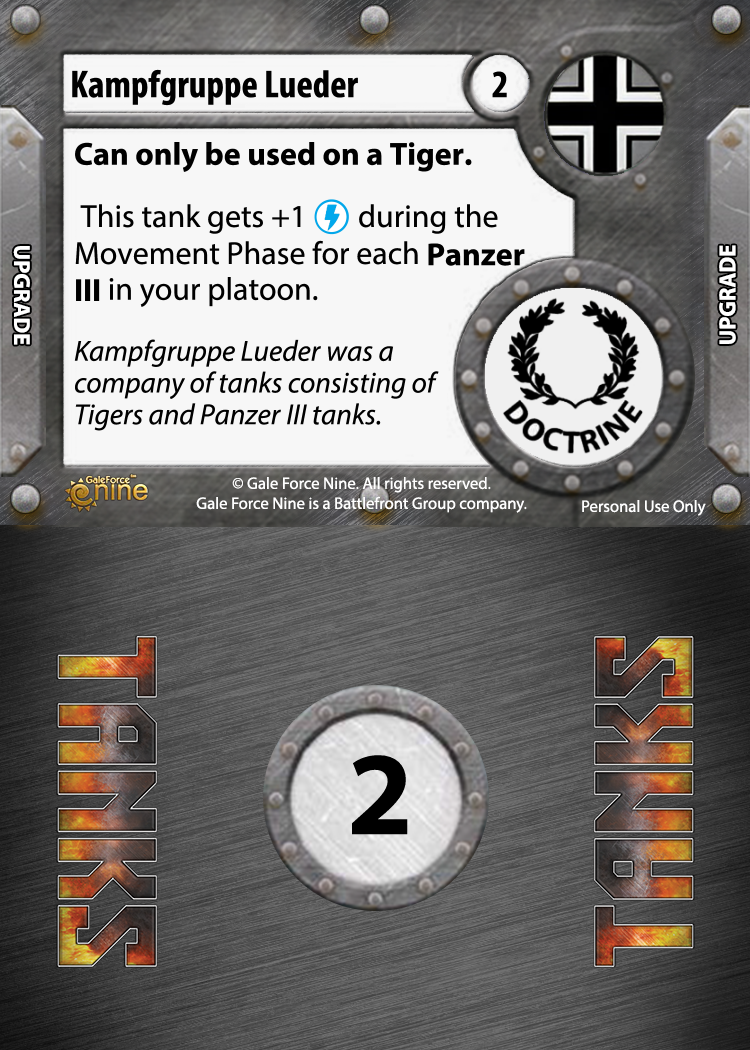 Kampfgruppe Lueder
2
Can only be used on a Tiger.
This tank gets +1 during the
Movement Phase for each Panzer
III in your platoon.
Kampfgruppe Lueder was a
company of tanks consisting of
Tigers and Panzer III tanks.
UPGRADE
UPGRADE
DOCTRINE
GaleForce™
nine
© Gale Force Nine. All rights reserved.
Gale Force Nine is a Battlefront Group company.
Personal Use Only
TANKS
2
TANKS